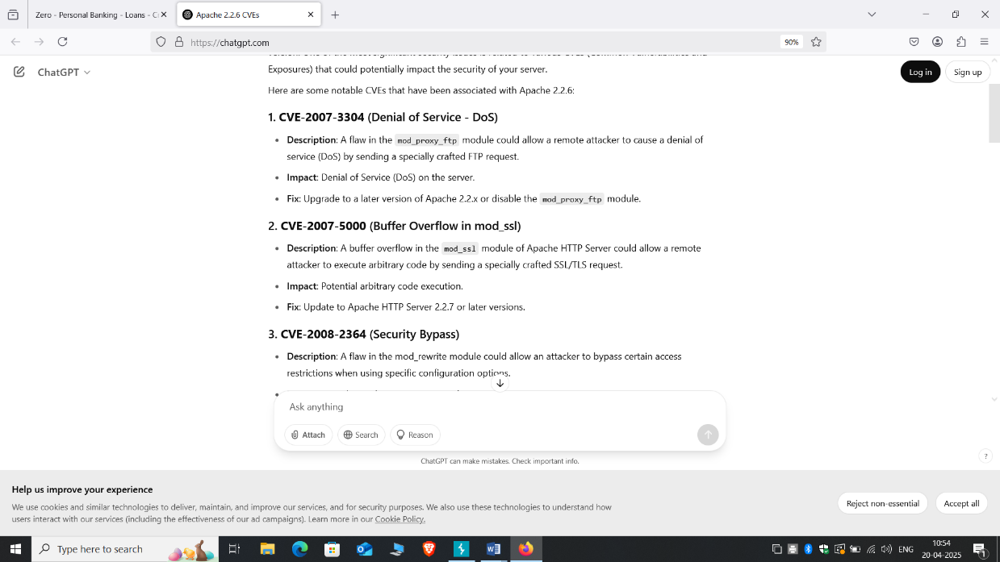 Zero - Personal Banking - Loans - C
Apache 2.2.6 CVEs
https://chatgpt.com
90%
ChatGPT
Log in
Sign up
Exposures) that could potentially impact the security of your server.
Here are some notable CVEs that have been associated with Apache 2.2.6:
1. CVE-2007-3304 (Denial of Service - DoS)
• Description: A flaw in the mod_proxy_ftp module could allow a remote attacker to cause a denial of
service (DoS) by sending a specially crafted FTP request.
• Impact: Denial of Service (DoS) on the server.
• Fix: Upgrade to a later version of Apache 2.2.x or disable the mod_proxy_ftp module.
2. CVE-2007-5000 (Buffer Overflow in mod_ssl)
• Description: A buffer overflow in the mod_ssl module of Apache HTTP Server could allow a remote
attacker to execute arbitrary code by sending a specially crafted SSL/TLS request.
• Impact: Potential arbitrary code execution.
• Fix: Update to Apache HTTP Server 2.2.7 or later versions.
3. CVE-2008-2364 (Security Bypass)
• Description: A flaw in the mod_rewrite module could allow an attacker to bypass certain access
restrictions when using specific configuration options.
Ask anything
Attach
Search
Reason
ChatGPT can make mistakes. Check important info.
?
Help us improve your experience
We use cookies and similar technologies to deliver, maintain, and improve our services, and for security purposes. We also use these technologies to understand how
users interact with our services (including the effectiveness of our ad campaigns). Learn more in our Cookie Policy.
Reject non-essential
Accept all
Type here to search
ENG
10:54
20-04-2025
1